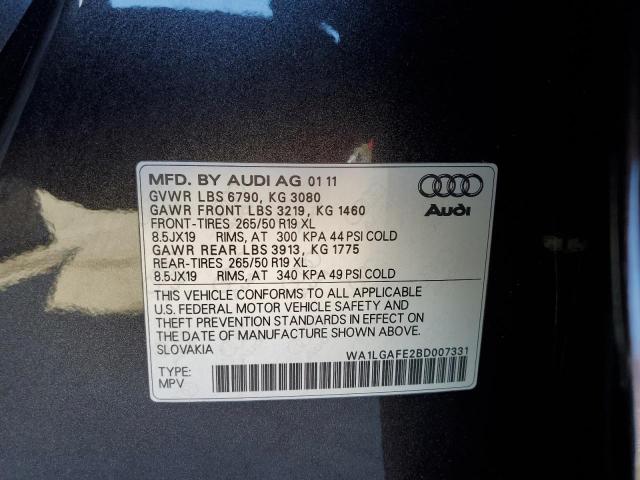 MFD. BY AUDI AG 01 11
GVWR LBS 6790, KG 3080
GAWR FRONT LBS 3219, KG 1460
FRONT-TIRES 265/50 R19 XL
8.5JX19 RIMS, AT 300 KPA 44 PSI COLD
GAWR REAR LBS 3913, KG 1775
REAR-TIRES 265/50 R19 XL
8.5JX19 RIMS, AT 340 KPA 49 PSI COLD
Audi
THIS VEHICLE CONFORMS TO ALL APPLICABLE
U.S. FEDERAL MOTOR VEHICLE SAFETY AND
THEFT PREVENTION STANDARDS IN EFFECT ON
THE DATE OF MANUFACTURE SHOWN ABOVE.
SLOVAKIA
WA1LGAFE2BD007331
TYPE:
MPV